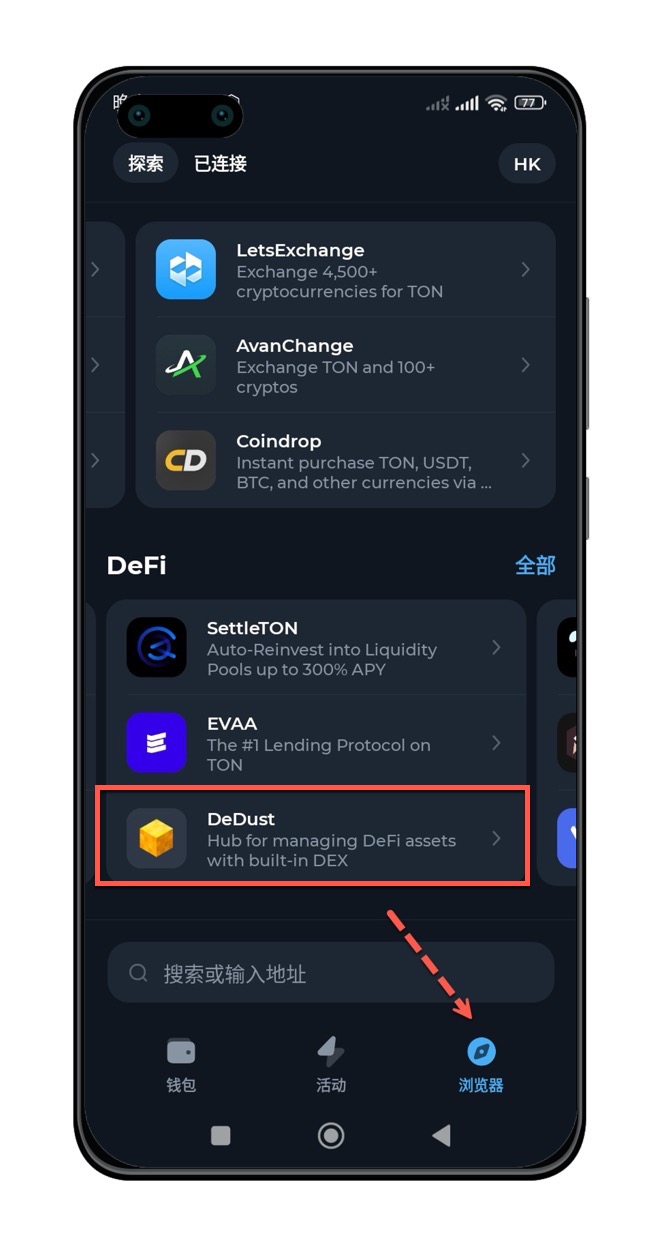 77
探索 已连接 HK
LetsExchange
Exchange 4,500+
cryptocurrencies for TON
AvanChange
Exchange TON and 100+
cryptos
CD
Coindrop
Instant purchase TON, USDT,
BTC, and other currencies via ...
DeFi 全部
SettleTON
Auto-Reinvest into Liquidity
Pools up to 300% APY
EVAA
The #1 Lending Protocol on
TON
DeDust
Hub for managing DeFi assets
with built-in DEX
搜索或输入地址
钱包 活动 浏览器